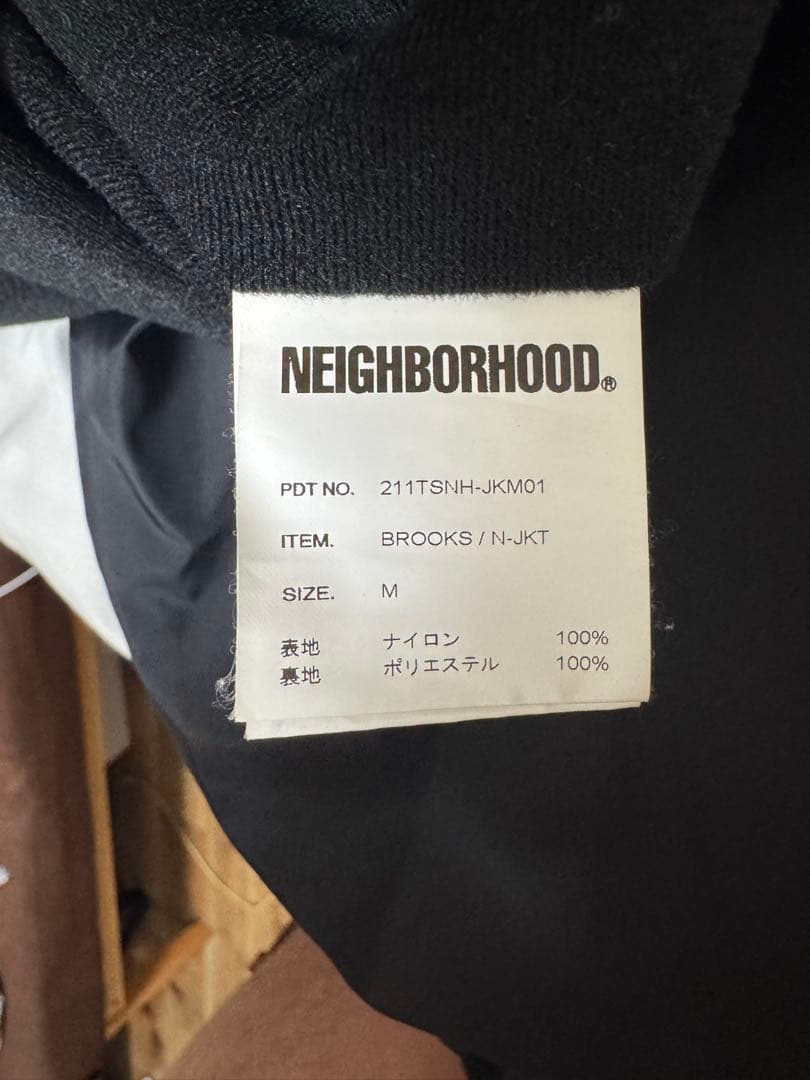 NEIGHBORHOOD®
PDT NO. 211TSNH-JKM01
ITEM. BROOKS / N-JKT
SIZE. M
表地 ナイロン 100%
裏地 ポリエステル 100%